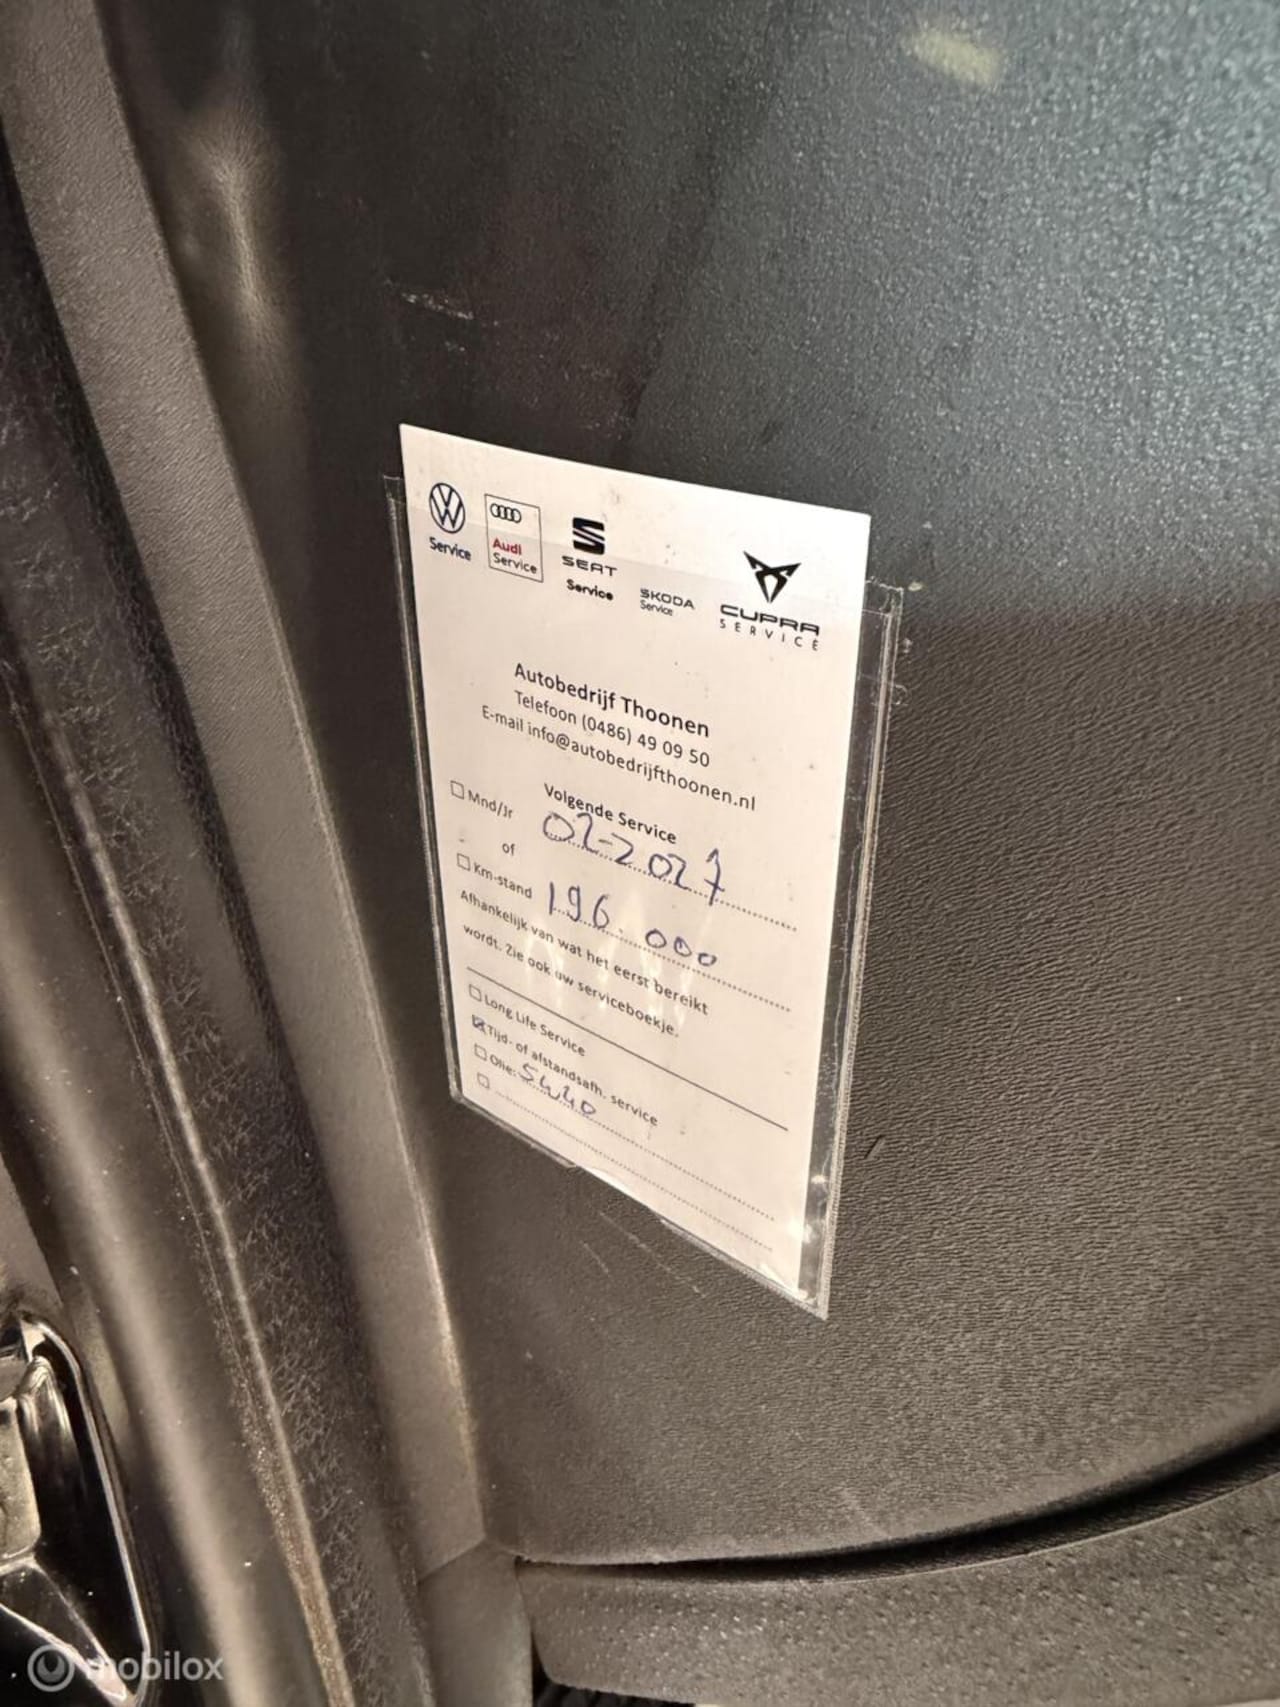 Service
Audi
Service
SEAT
Service
SKODA
Service
CUPRA
SERVICE
Autobedrijf Thoonen
Telefoon (0486) 49 09 50
E-mail info@autobedrijfthoonen.nl
Volgende Service
Mnd/Jr 02-2027
of
Km-stand 196.000
Afhankelijk van wat het eerst bereikt
wordt. Zie ook uw serviceboekje.
Long Life Service
Tijd- of afstandsafh. service
Olie: 5W40
mobilox